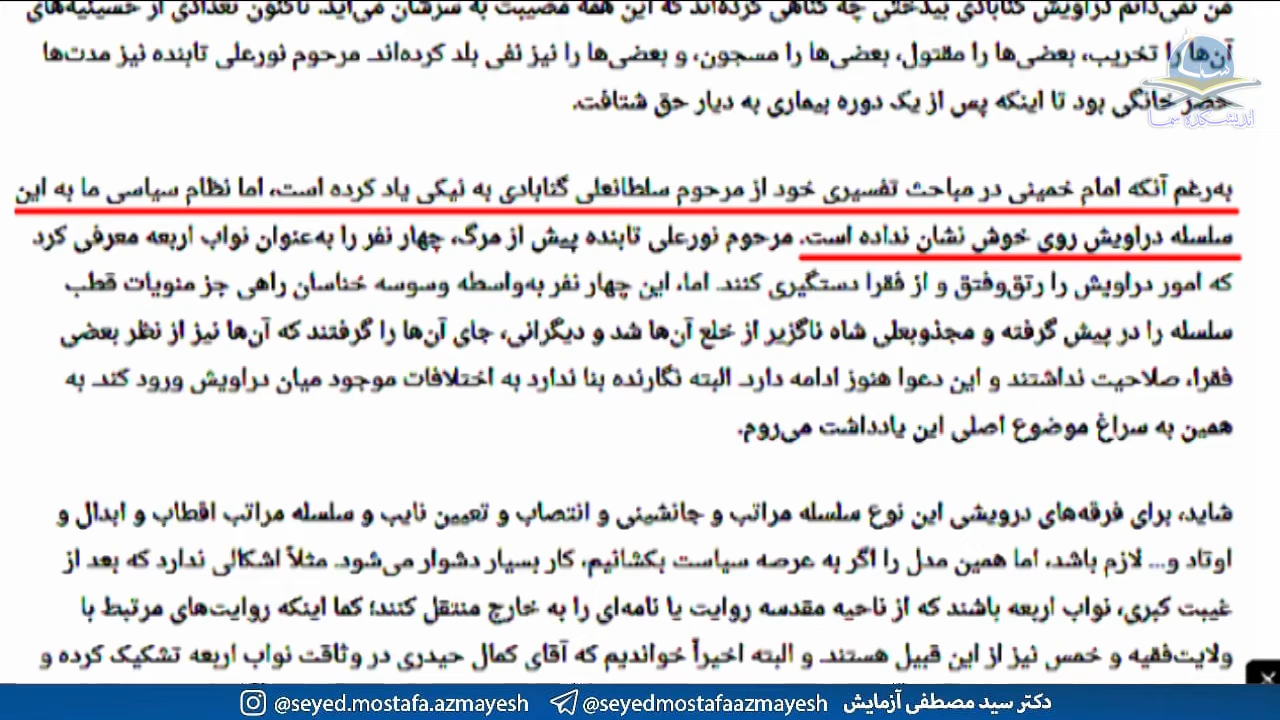 من نمی‌دانم دراویش گنابادی بیدختی چه گناهی کرده‌اند که این همه مصیبت به سرشان می‌آید. تاکنون تعدادی از حسینیه‌های
آن‌ها را تخریب، بعضی‌ها را مقتول، بعضی‌ها را مسجون، و بعضی‌ها را نیز نفی بلد کرده‌اند. مرحوم نورعلی تابنده نیز مدت‌ها
حصر خانگی بود تا اینکه پس از یک دوره بیماری به دیار حق شتافت.
اندیشکده سما
به‌رغم آنکه امام خمینی در مباحث تفسیری خود از مرحوم سلطانعلی گنابادی به نیکی یاد کرده است، اما نظام سیاسی ما به این
سلسله دراویش روی خوش نشان نداده است. مرحوم نورعلی تابنده پیش از مرگ، چهار نفر را به‌عنوان نواب اربعه معرفی کرد
که امور دراویش را رتق‌وفتق و از فقرا دستگیری کنند. اما، این چهار نفر به‌واسطه وسوسه خناسان راهی جز منویات قطب
سلسله را در پیش گرفته و مجذوبعلی شاه ناگزیر از خلع آن‌ها شد و دیگرانی، جای آن‌ها را گرفتند که آن‌ها نیز از نظر بعضی
فقرا، صلاحیت نداشتند و این دعوا هنوز ادامه دارد. البته نگارنده بنا ندارد به اختلافات موجود میان دراویش ورود کند. به
همین به سراغ موضوع اصلی این یادداشت می‌روم.
شاید، برای فرقه‌های درویشی این نوع سلسله مراتب و جانشینی و انتصاب و تعیین نایب و سلسله مراتب اقطاب و ابدال و
اوتاد و... لازم باشد، اما همین مدل را اگر به عرصه سیاست بکشانیم، کار بسیار دشوار می‌شود. مثلاً اشکالی ندارد که بعد از
غیبت کبری، نواب اربعه باشند که از ناحیه مقدسه روایت یا نامه‌ای را به خارج منتقل کنند؛ کما اینکه روایت‌های مرتبط با
ولایت‌فقیه و خمس نیز از این قبیل هستند. و البته اخیراً خواندیم که آقای کمال حیدری در وثاقت نواب اربعه تشکیک کرده و
@seyed.mostafa.azmayesh @seyedmostafaazmayesh دکتر سید مصطفی آزمایش